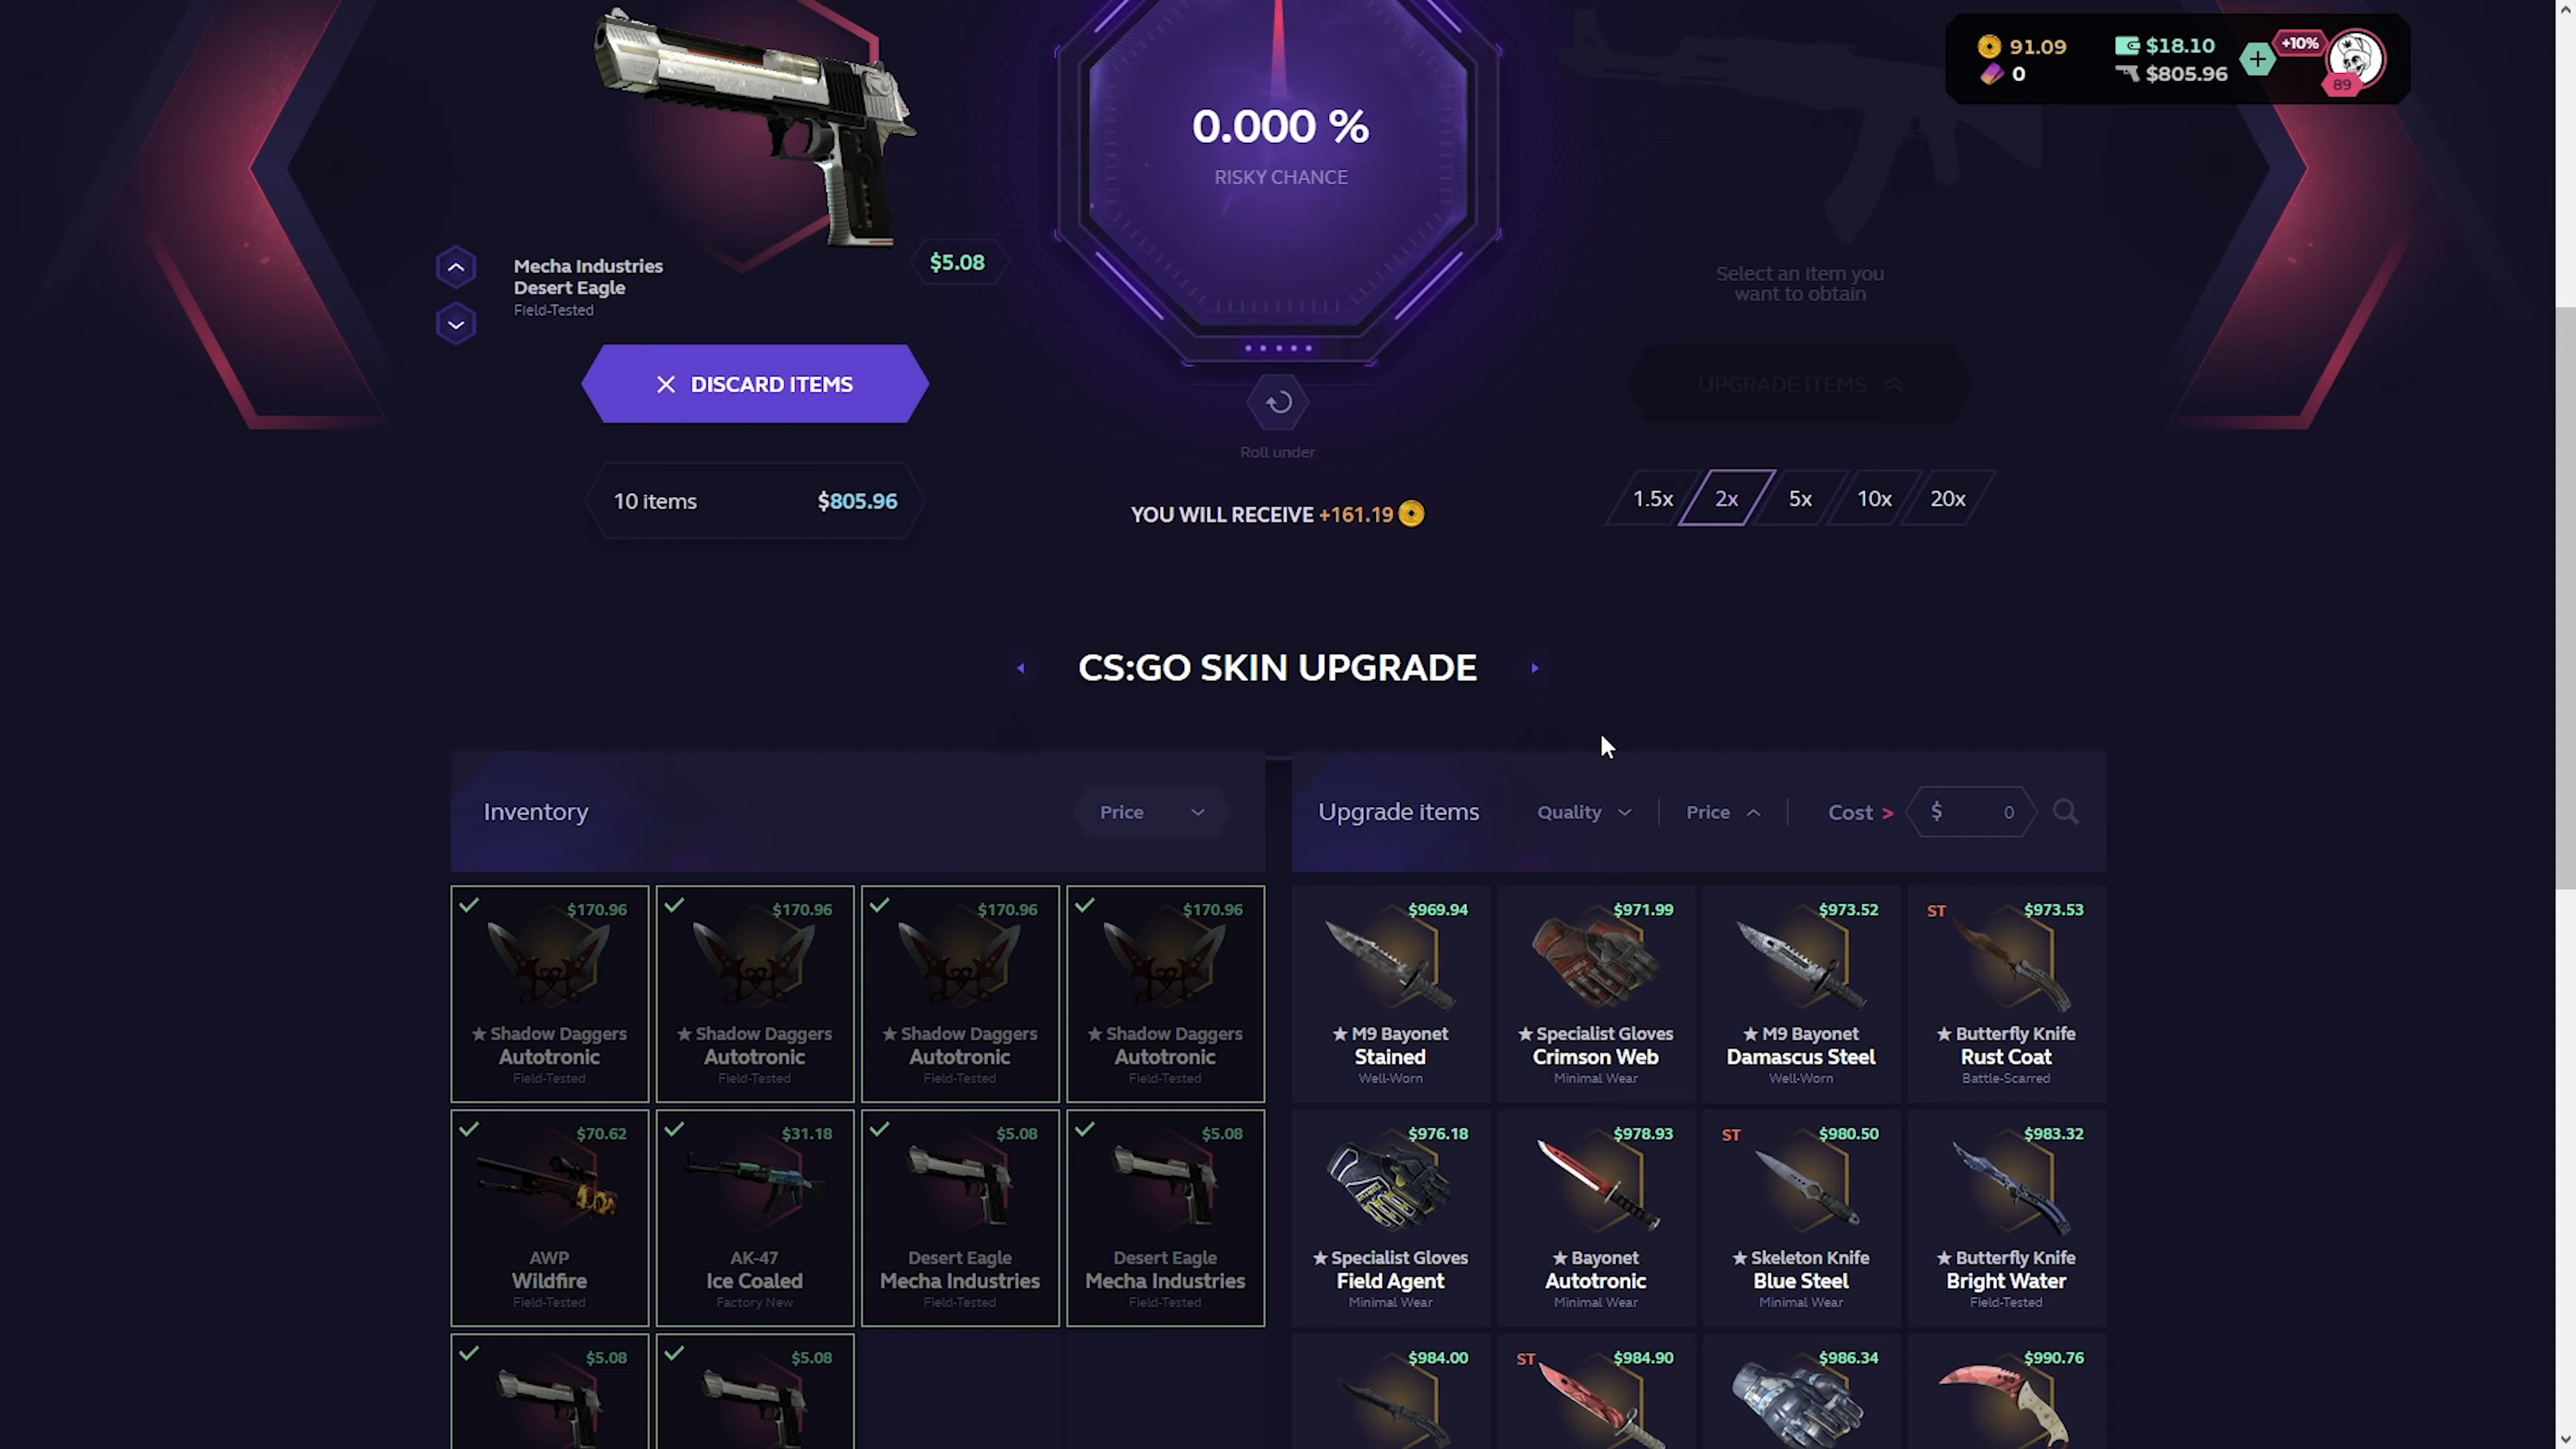 91.09
$18.10
+10%
0
$805.96
89
0.000 %
RISKY CHANCE
Mecha Industries
Desert Eagle
Field-Tested
$5.08
Select an item you
want to obtain
DISCARD ITEMS
UPGRADE ITEMS
Roll under
10 items
$805.96
YOU WILL RECEIVE +161.19
1.5x
2x
5x
10x
20x
CS:GO SKIN UPGRADE
Inventory
Price
Upgrade items
Quality
Price
Cost >
$
0
$170.96
★ Shadow Daggers
Autotronic
Field-Tested
$170.96
★ Shadow Daggers
Autotronic
Field-Tested
$170.96
★ Shadow Daggers
Autotronic
Field-Tested
$170.96
★ Shadow Daggers
Autotronic
Field-Tested
$70.62
AWP
Wildfire
Field-Tested
$31.18
AK-47
Ice Coaled
Factory New
$5.08
Desert Eagle
Mecha Industries
Field-Tested
$5.08
Desert Eagle
Mecha Industries
Field-Tested
$5.08
$5.08
$969.94
★ M9 Bayonet
Stained
Well-Worn
$971.99
★ Specialist Gloves
Crimson Web
Minimal Wear
$973.52
★ M9 Bayonet
Damascus Steel
Well-Worn
ST
$973.53
★ Butterfly Knife
Rust Coat
Battle-Scarred
$976.18
★ Specialist Gloves
Field Agent
Minimal Wear
$978.93
★ Bayonet
Autotronic
Minimal Wear
ST
$980.50
★ Skeleton Knife
Blue Steel
Minimal Wear
$983.32
★ Butterfly Knife
Bright Water
Field-Tested
$984.00
ST
$984.90
$986.34
$990.76